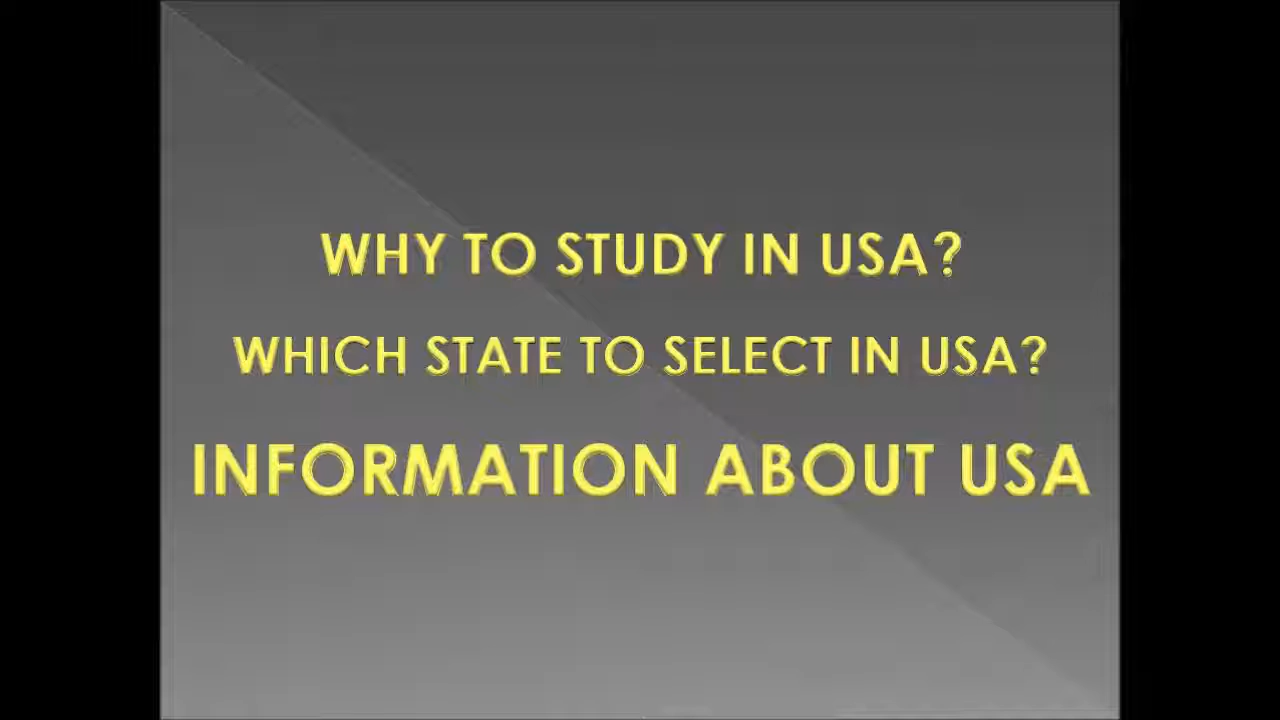 WHY TO STUDY IN USA?
WHICH STATE TO SELECT IN USA?
INFORMATION ABOUT USA